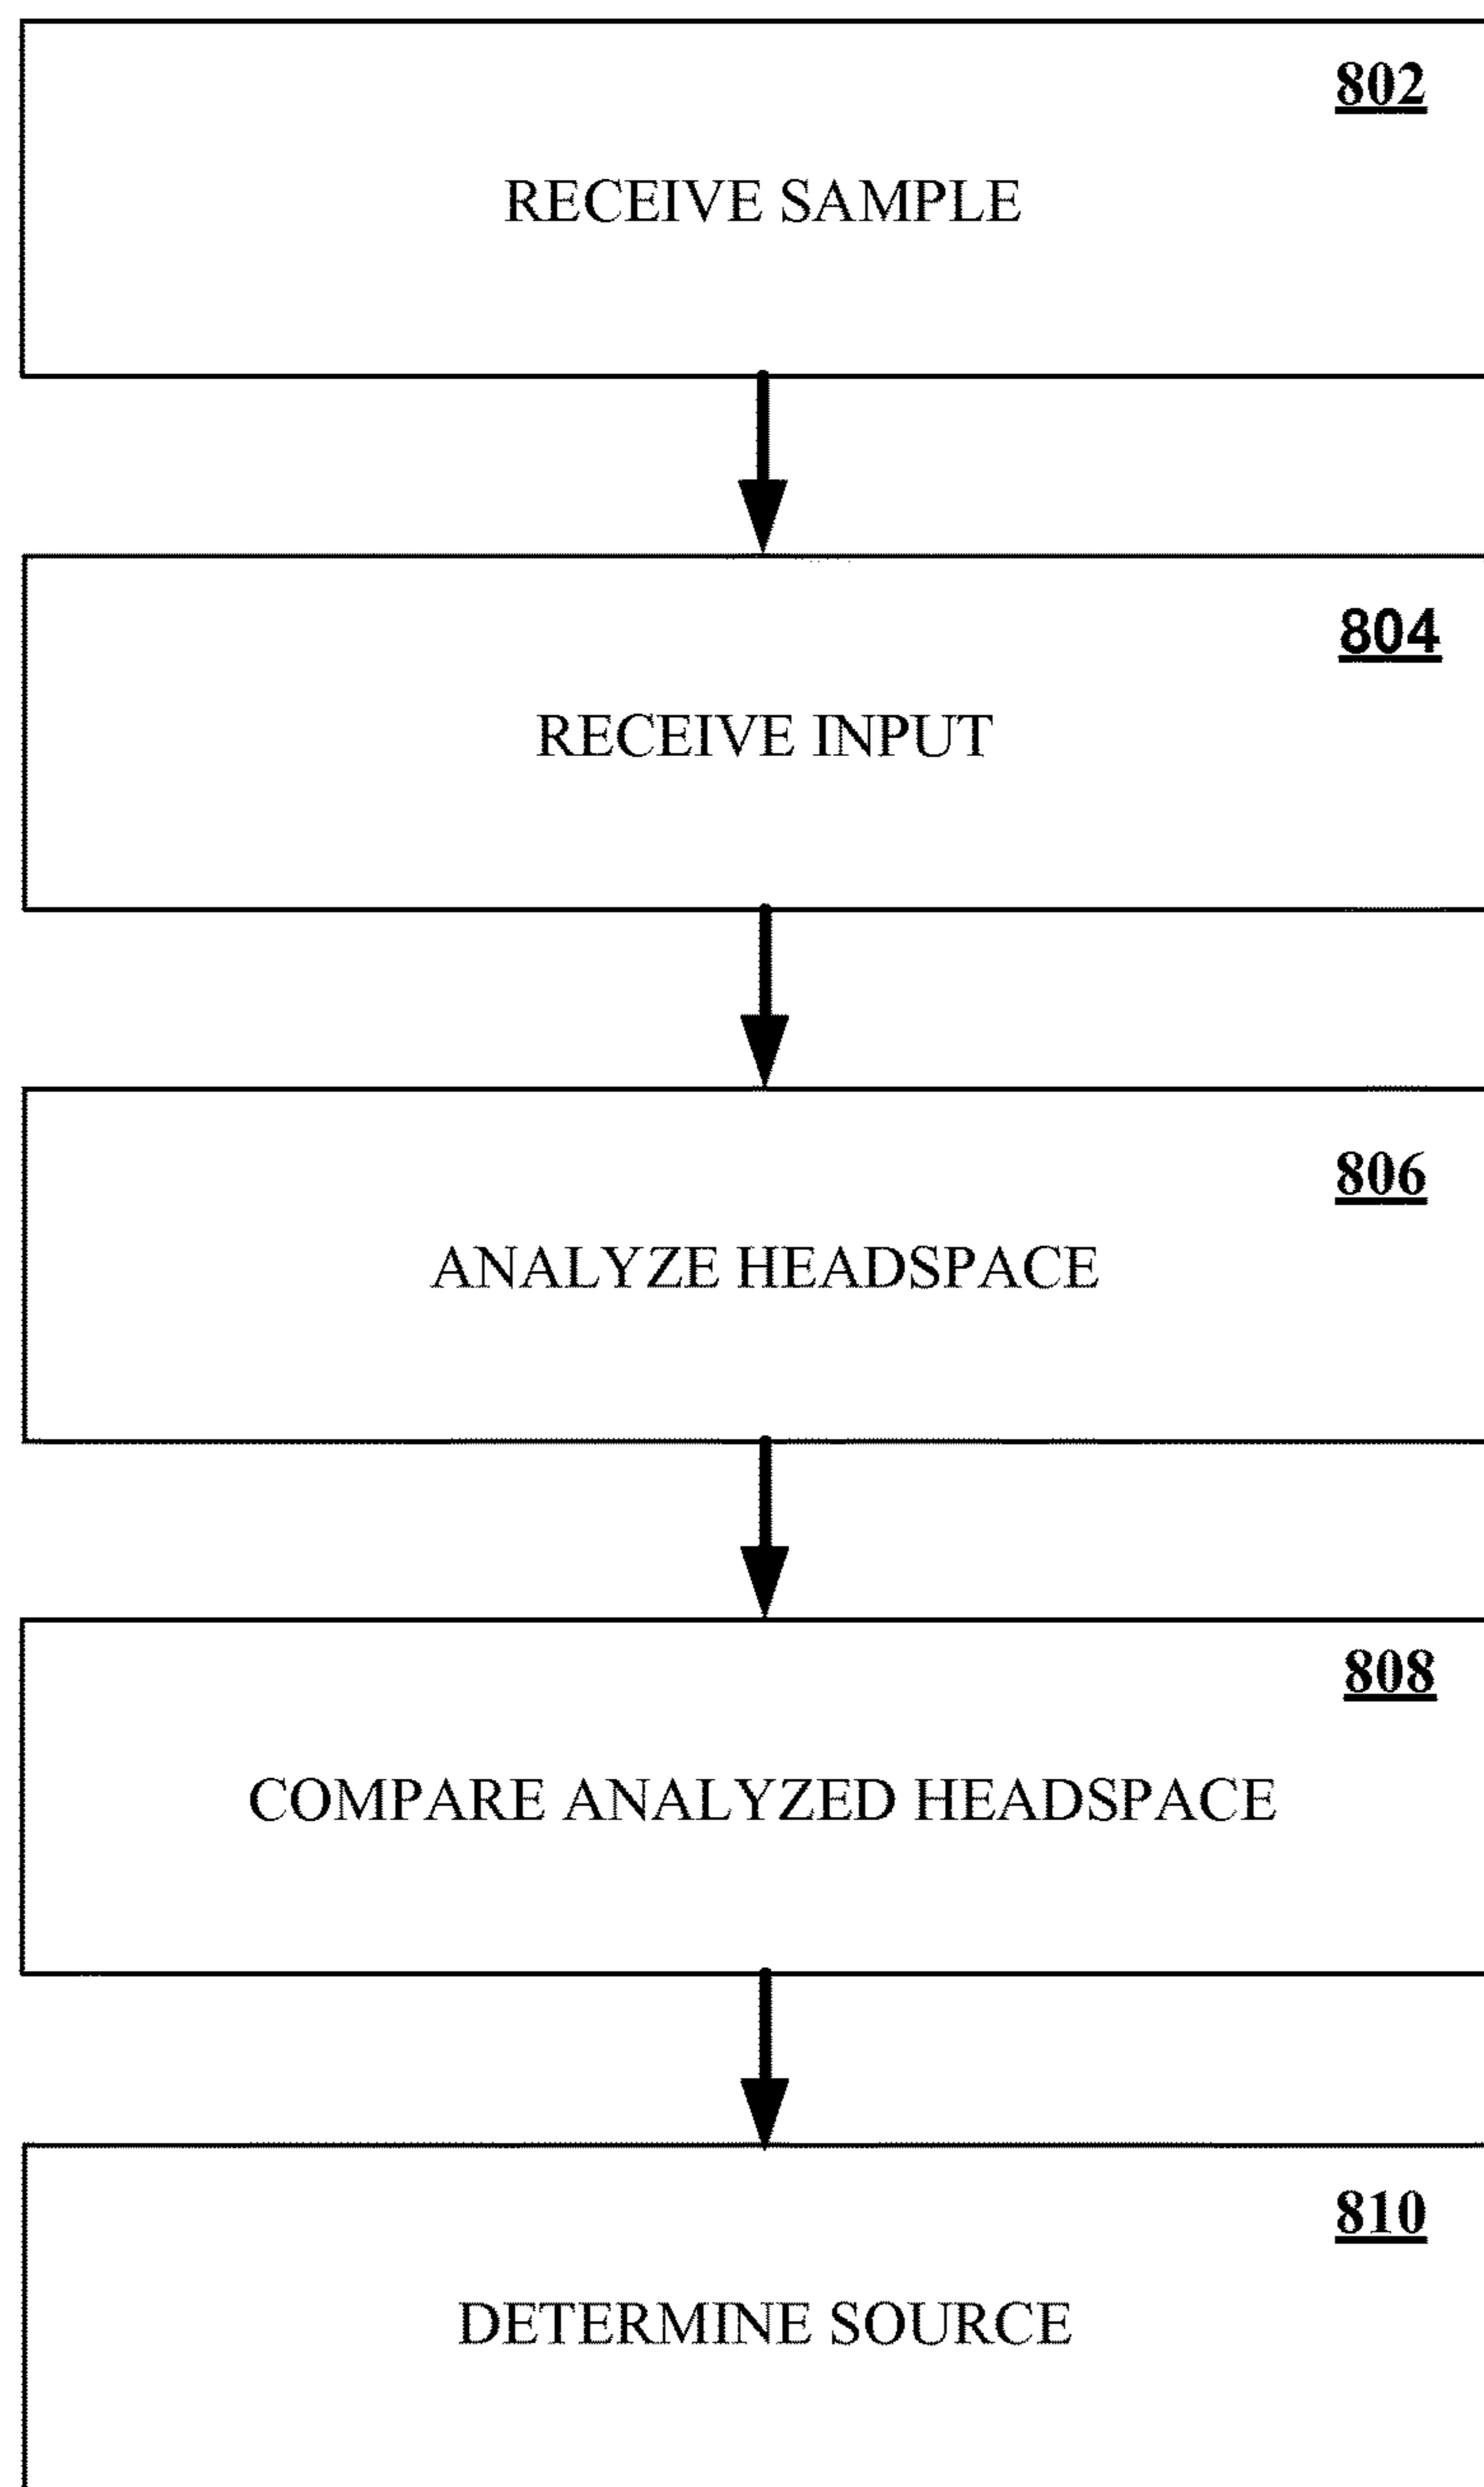 802
RECEIVE SAMPLE
804
RECEIVE INPUT
806
ANALYZE HEADSPACE
808
COMPARE ANALYZED HEADSPACE
810
DETERMINE SOURCE